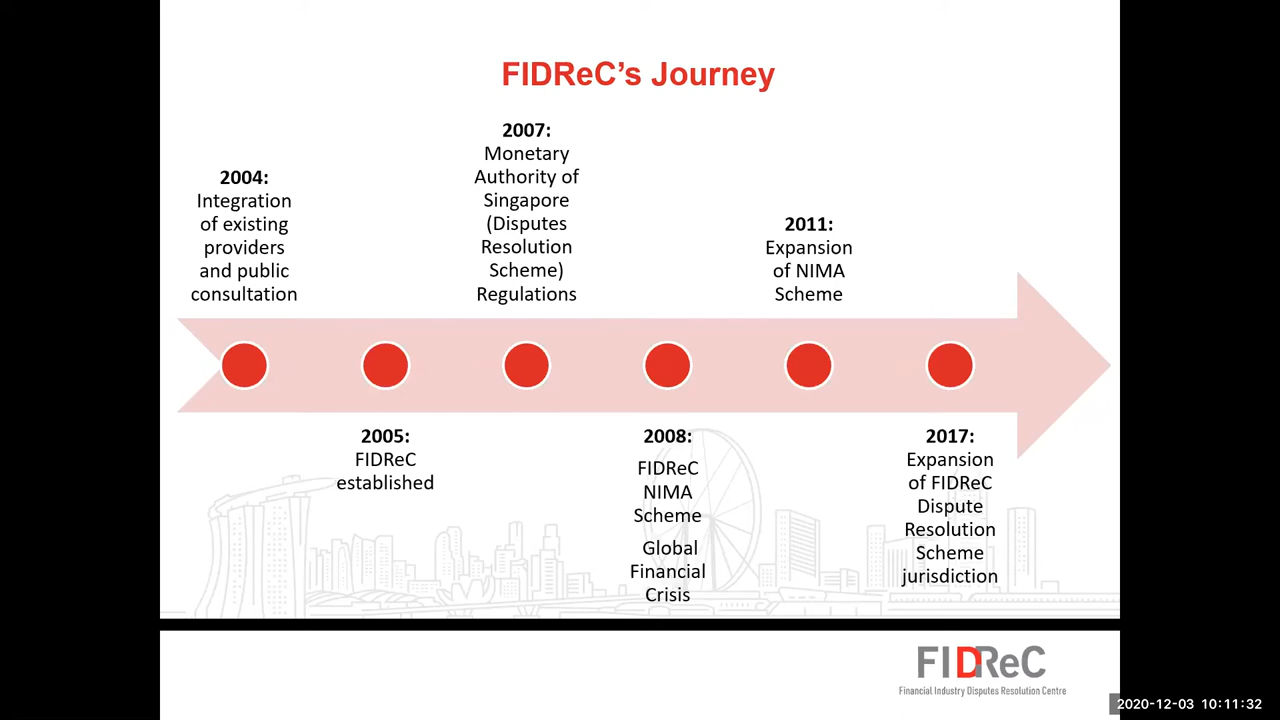 FIDReC’s Journey
2004:
Integration
of existing
providers
and public
consultation
2005:
FIDReC
established
2007:
Monetary
Authority of
Singapore
(Disputes
Resolution
Scheme)
Regulations
2008:
FIDReC
NIMA
Scheme
Global
Financial
Crisis
2011:
Expansion
of NIMA
Scheme
2017:
Expansion
of FIDReC
Dispute
Resolution
Scheme
jurisdiction
FIDReC
Financial Industry Disputes Resolution Centre
2020-12-03 10:11:32